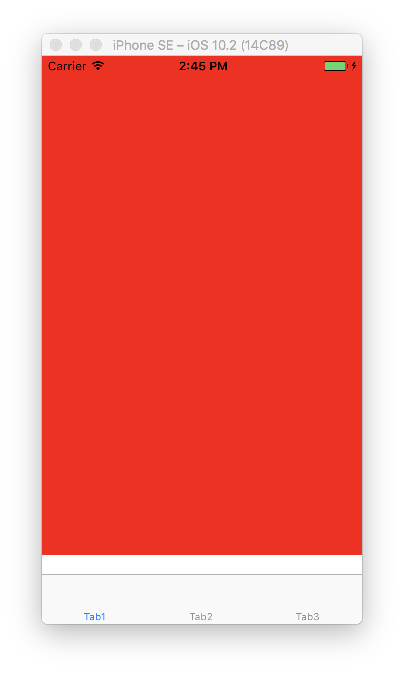 iPhone SE – iOS 10.2 (14C89)
Carrier 2:45 PM
Tab1 Tab2 Tab3